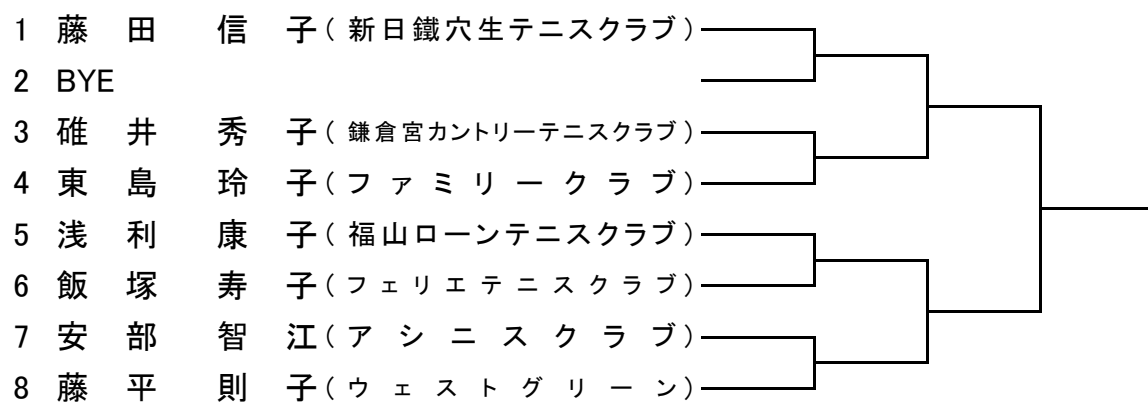 1 藤田 信子(新日鐵穴生テニスクラブ)
2 BYE
3 碓井 秀子(鎌倉宮カントリーテニスクラブ)
4 東島 玲子(ファミリークラブ)
5 浅利 康子(福山ローンテニスクラブ)
6 飯塚 寿子(フェリエテニスクラブ)
7 安部 智江(アシニスクラブ)
8 藤平 則子(ウェストグリーン)